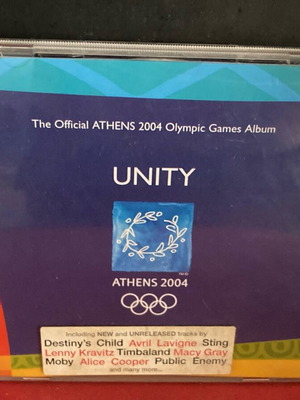 The Official ATHENS 2004 Olympic Games Album
UNITY
ATHENS 2004
Including NEW and UNRELEASED tracks by
Destiny's Child Avril Lavigne Sting
Lenny Kravitz Timbaland Macy Gray
Moby Alice Cooper Public Enemy
and many more...